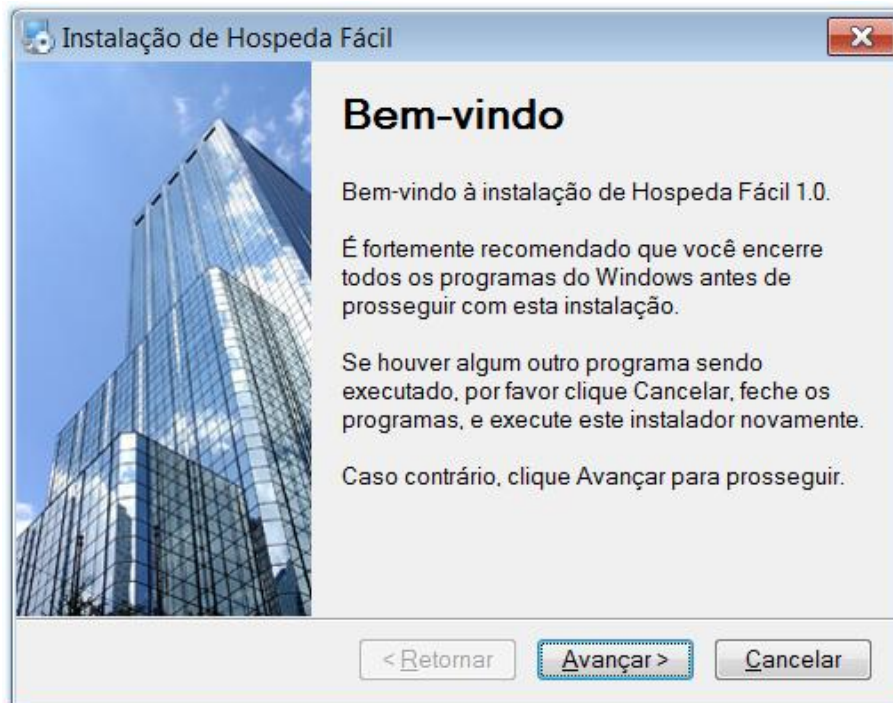 Instalação de Hospeda Fácil
Bem-vindo
Bem-vindo à instalação de Hospeda Fácil 1.0.
É fortemente recomendado que você encerre
todos os programas do Windows antes de
prosseguir com esta instalação.
Se houver algum outro programa sendo
executado, por favor clique Cancelar, feche os
programas, e execute este instalador novamente.
Caso contrário, clique Avançar para prosseguir.
< Retornar
Avançar >
Cancelar